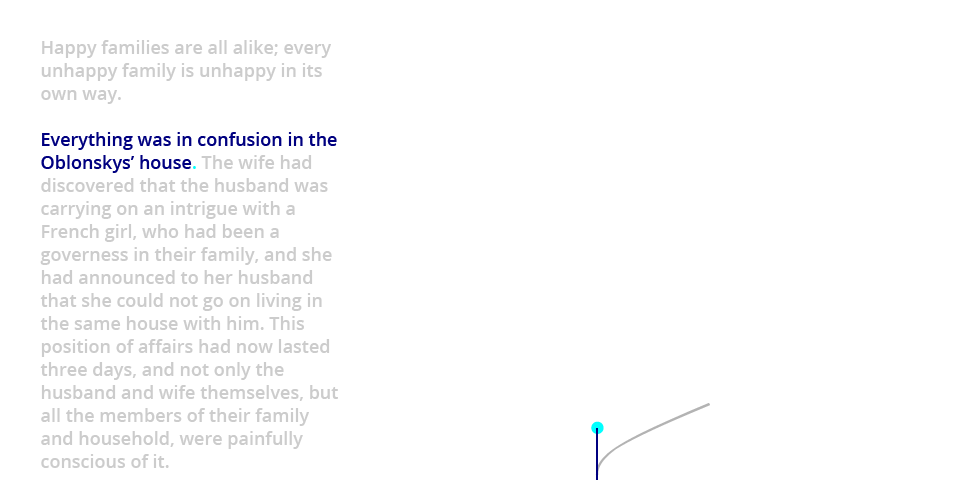 Happy families are all alike; every
unhappy family is unhappy in its
own way.
Everything was in confusion in the
Oblonskys’ house. The wife had
discovered that the husband was
carrying on an intrigue with a
French girl, who had been a
governess in their family, and she
had announced to her husband
that she could not go on living in
the same house with him. This
position of affairs had now lasted
three days, and not only the
husband and wife themselves, but
all the members of their family
and household, were painfully
conscious of it.